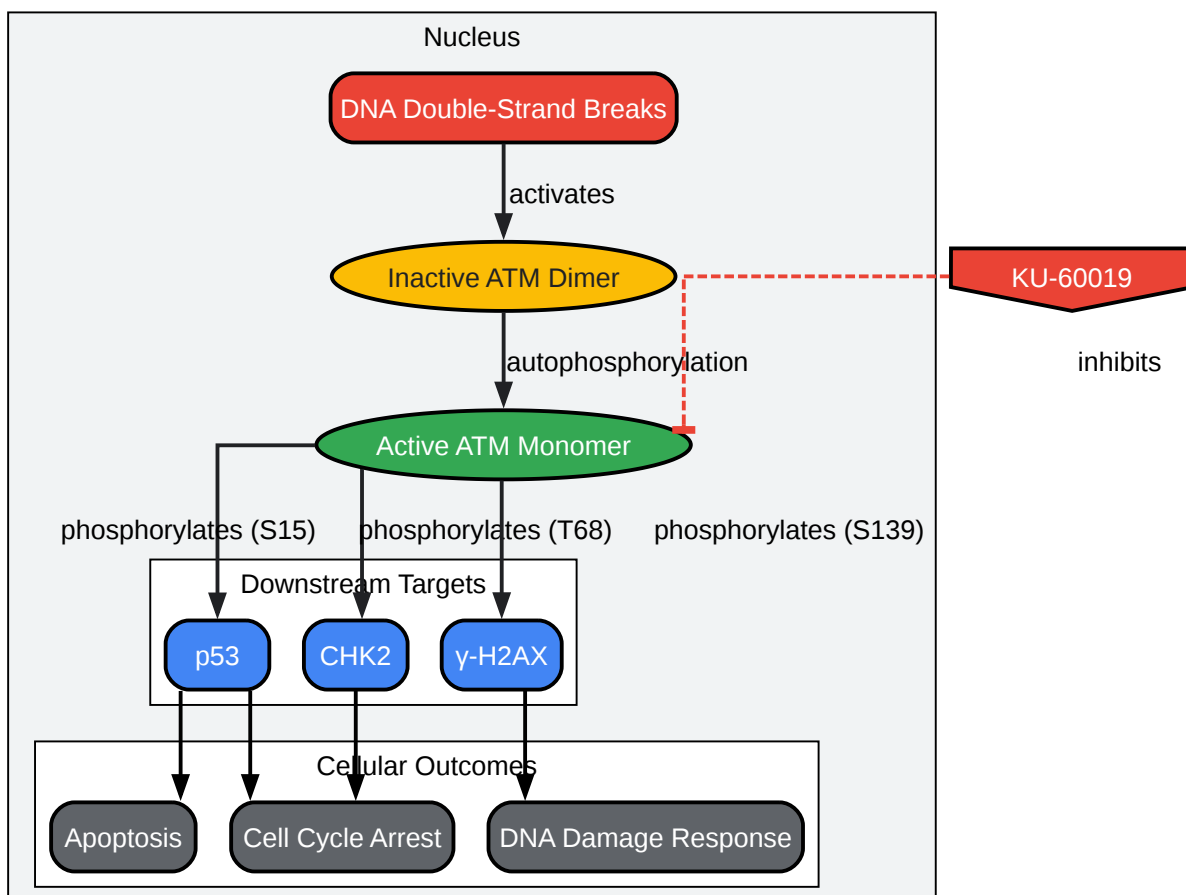 Nucleus
DNA Double-Strand Breaks
activates
Inactive ATM Dimer
KU-60019
autophosphorylation
inhibits
Active ATM Monomer
phosphorylates (S15)
phosphorylates (T68)
phosphorylates (S139)
Downstream Targets
p53
CHK2
γ-H2AX
Cellular Outcomes
Apoptosis
Cell Cycle Arrest
DNA Damage Response